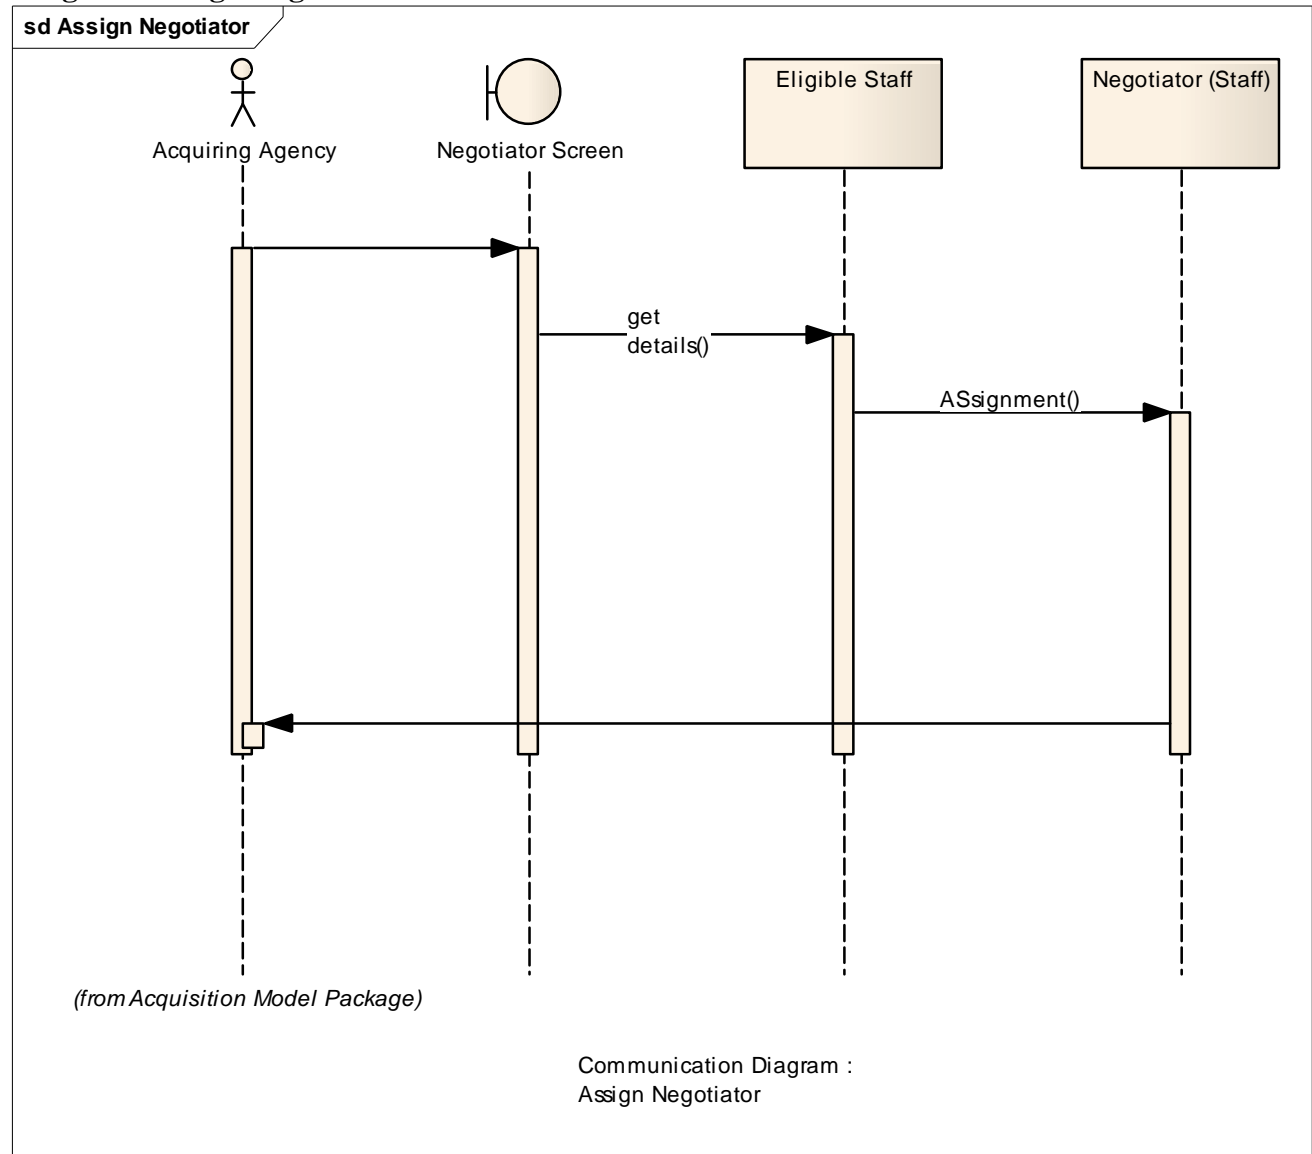 sd Assign Negotiator
Acquiring Agency
Negotiator Screen
Eligible Staff
Negotiator (Staff)
get
details()
ASsignment()
(from Acquisition Model Package)
Communication Diagram :
Assign Negotiator